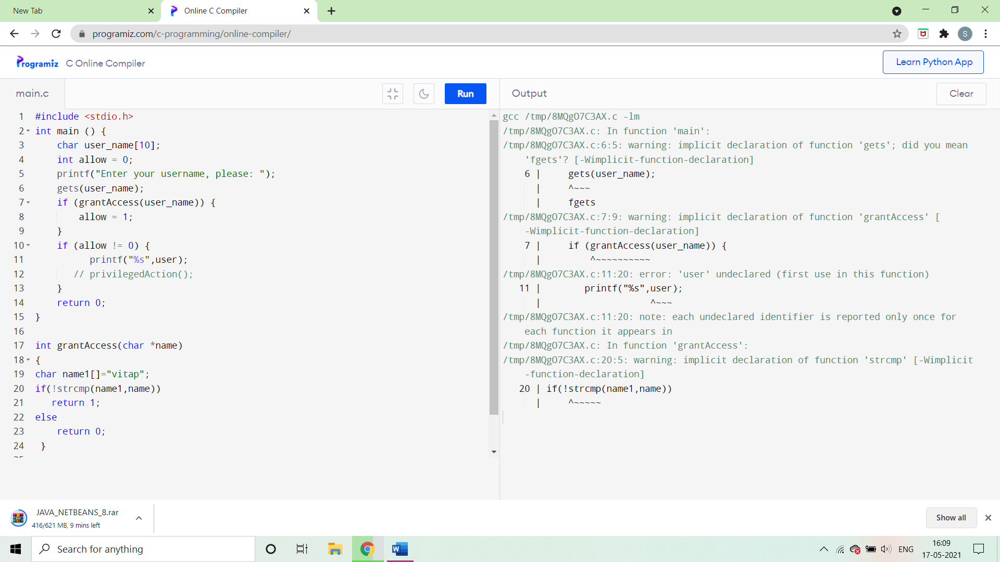 New Tab
Online C Compiler
programiz.com/c-programming/online-compiler/
S
Programiz C Online Compiler
Learn Python App
main.c
Run
Output
Clear
1 #include <stdio.h>
2 int main () {
3 char user_name[10];
4 int allow = 0;
5 printf("Enter your username, please: ");
6 gets(user_name);
7 if (grantAccess(user_name)) {
8 allow = 1;
9 }
10 if (allow != 0) {
11 printf("%s",user);
12 // privilegedAction();
13 }
14 return 0;
15 }
16
17 int grantAccess(char *name)
18 {
19 char name1[]="vitap";
20 if(!strcmp(name1,name))
21 return 1;
22 else
23 return 0;
24 }
gcc /tmp/8MQgO7C3AX.c -lm
/tmp/8MQgO7C3AX.c: In function 'main':
/tmp/8MQgO7C3AX.c:6:5: warning: implicit declaration of function 'gets'; did you mean
'fgets'? [-Wimplicit-function-declaration]
6 | gets(user_name);
| ^~~~
| fgets
/tmp/8MQgO7C3AX.c:7:9: warning: implicit declaration of function 'grantAccess' [
-Wimplicit-function-declaration]
7 | if (grantAccess(user_name)) {
| ^~~~~~~~~~~
/tmp/8MQgO7C3AX.c:11:20: error: 'user' undeclared (first use in this function)
11 | printf("%s",user);
| ^~~~
/tmp/8MQgO7C3AX.c:11:20: note: each undeclared identifier is reported only once for
each function it appears in
/tmp/8MQgO7C3AX.c: In function 'grantAccess':
/tmp/8MQgO7C3AX.c:20:5: warning: implicit declaration of function 'strcmp' [-Wimplicit
-function-declaration]
20 | if(!strcmp(name1,name))
| ^~~~~~
JAVA_NETBEANS_8.rar
416/621 MB, 9 mins left
Show all
Search for anything
W
ENG
16:09
17-05-2021